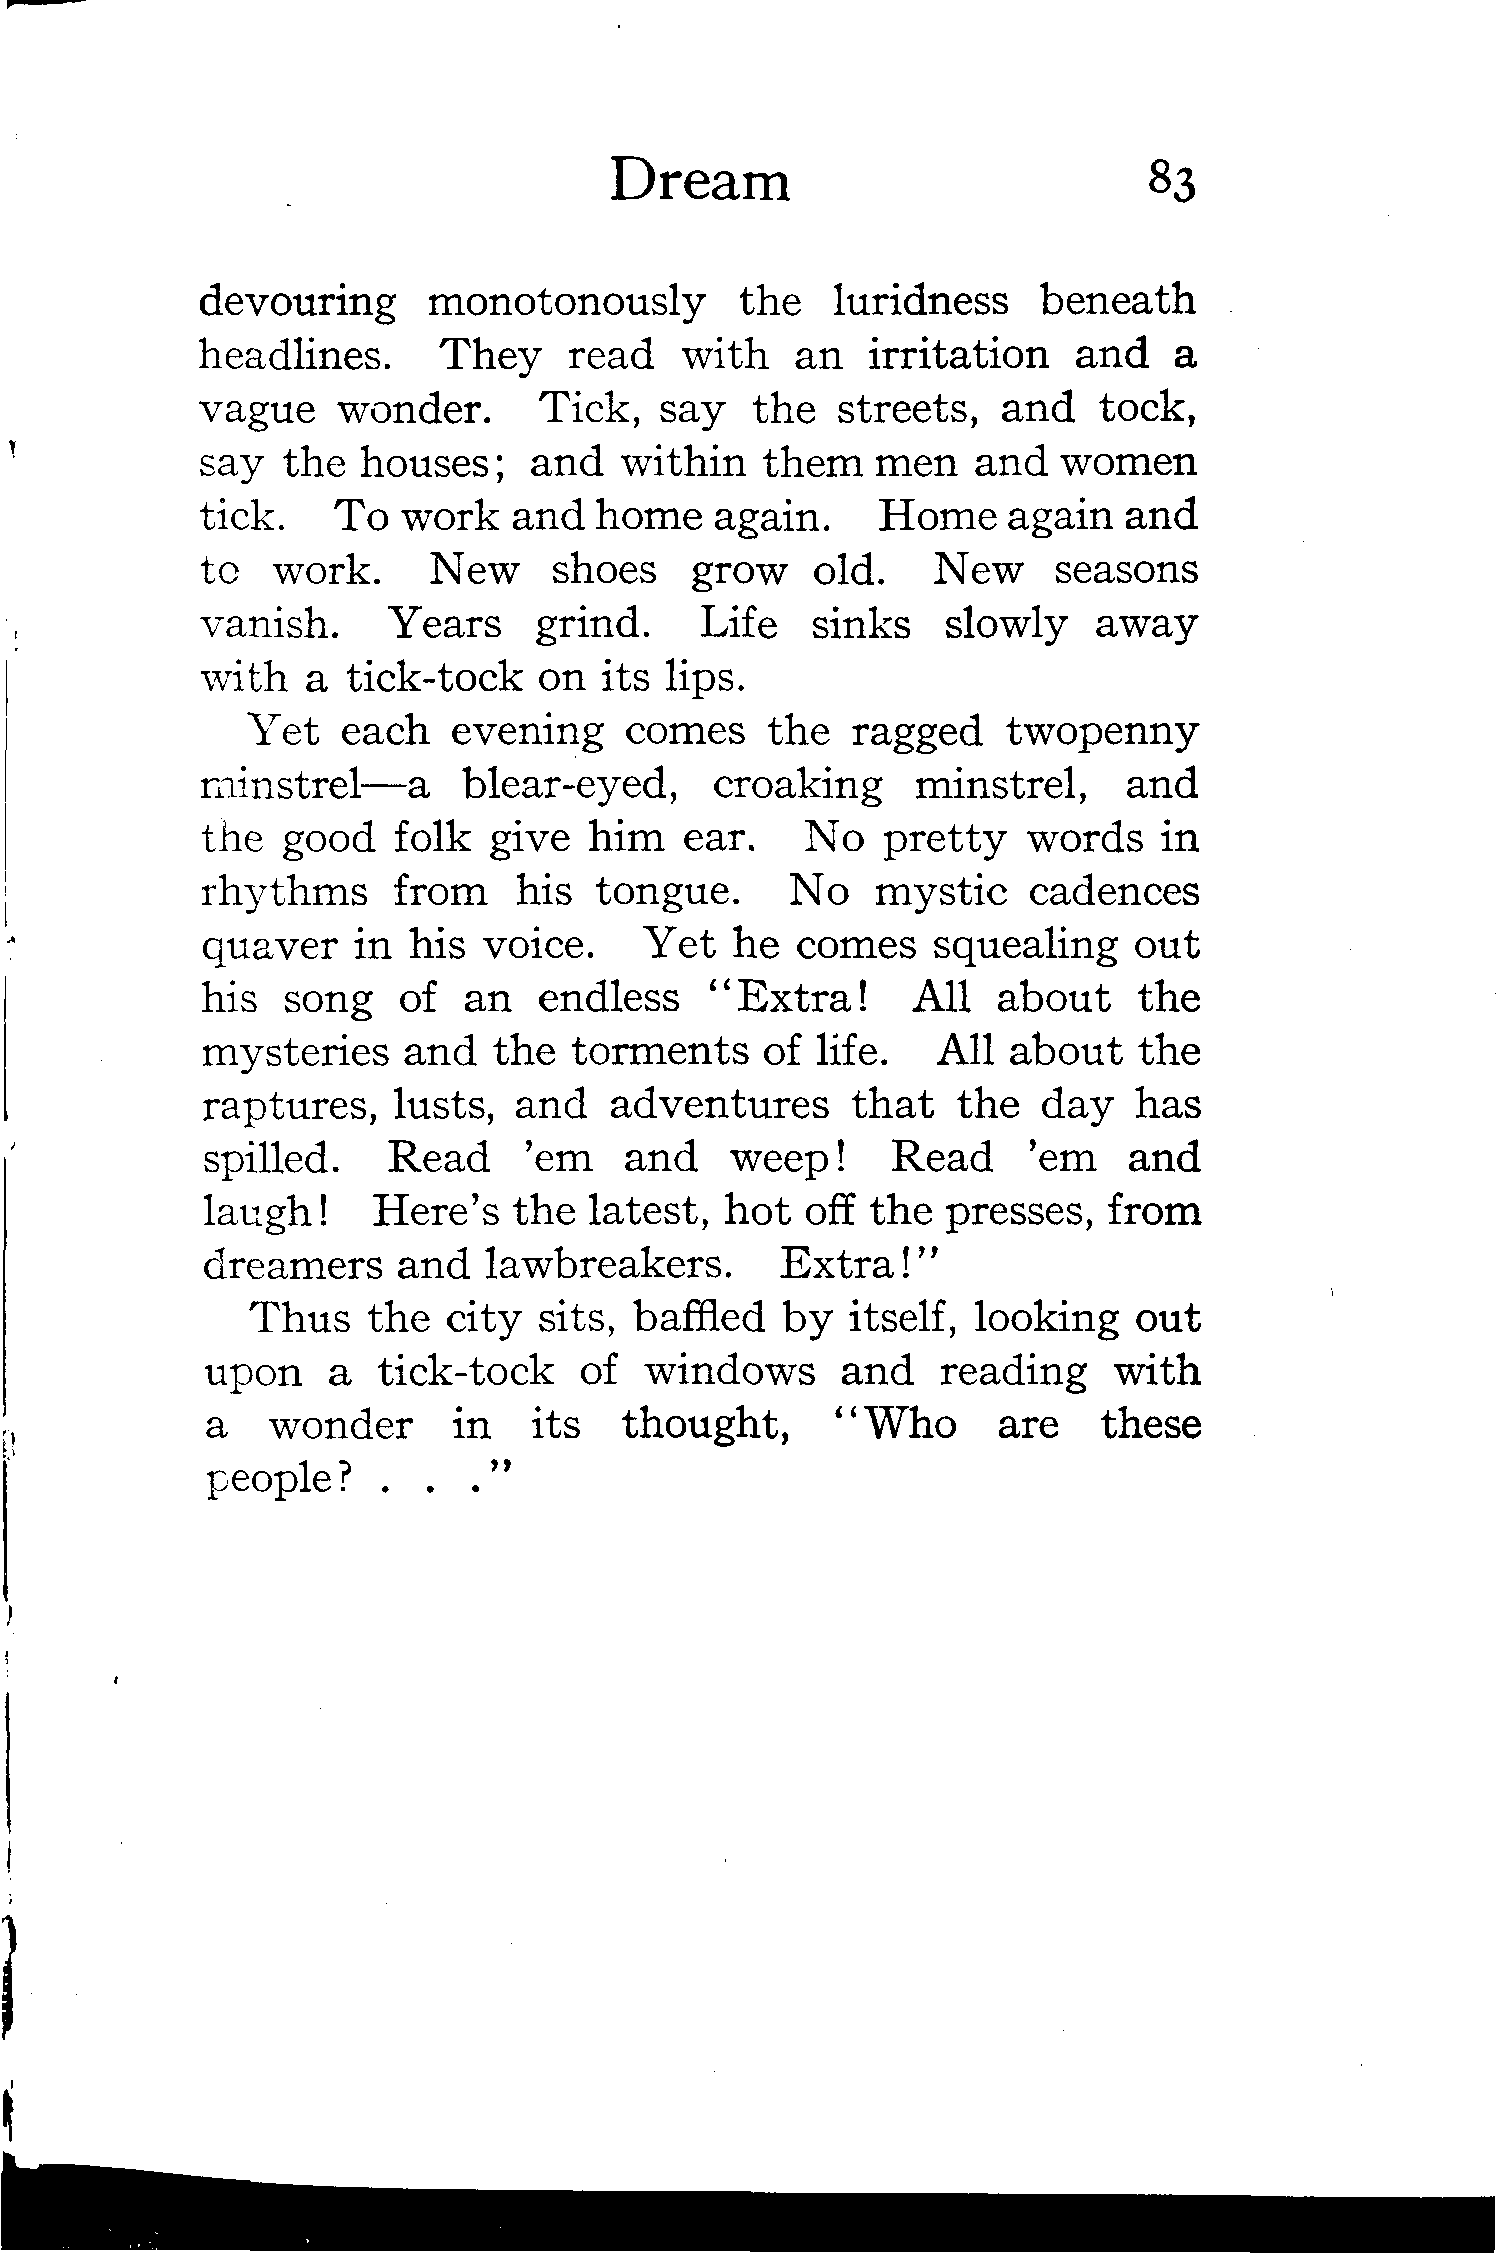 Dream 83
devouring monotonously the luridness beneath
headlines. They read with an irritation and a
vague wonder. Tick, say the streets, and tock,
say the houses; and within them men and women
tick. To work and home again. Home again and
to work. New shoes grow old. New seasons
vanish. Years grind. Life sinks slowly away
with a tick-tock on its lips.
Yet each evening comes the ragged twopenny
minstrel—a blear-eyed, croaking minstrel, and
the good folk give him ear. No pretty words in
rhythms from his tongue. No mystic cadences
quaver in his voice. Yet he comes squealing out
his song of an endless “Extra! All about the
mysteries and the torments of life. All about the
raptures, lusts, and adventures that the day has
spilled. Read ’em and weep! Read ’em and
laugh! Here’s the latest, hot off the presses, from
dreamers and lawbreakers. Extra!”
Thus the city sits, baffled by itself, looking out
upon a tick-tock of windows and reading with
a wonder in its thought, “Who are these
people? . . .”